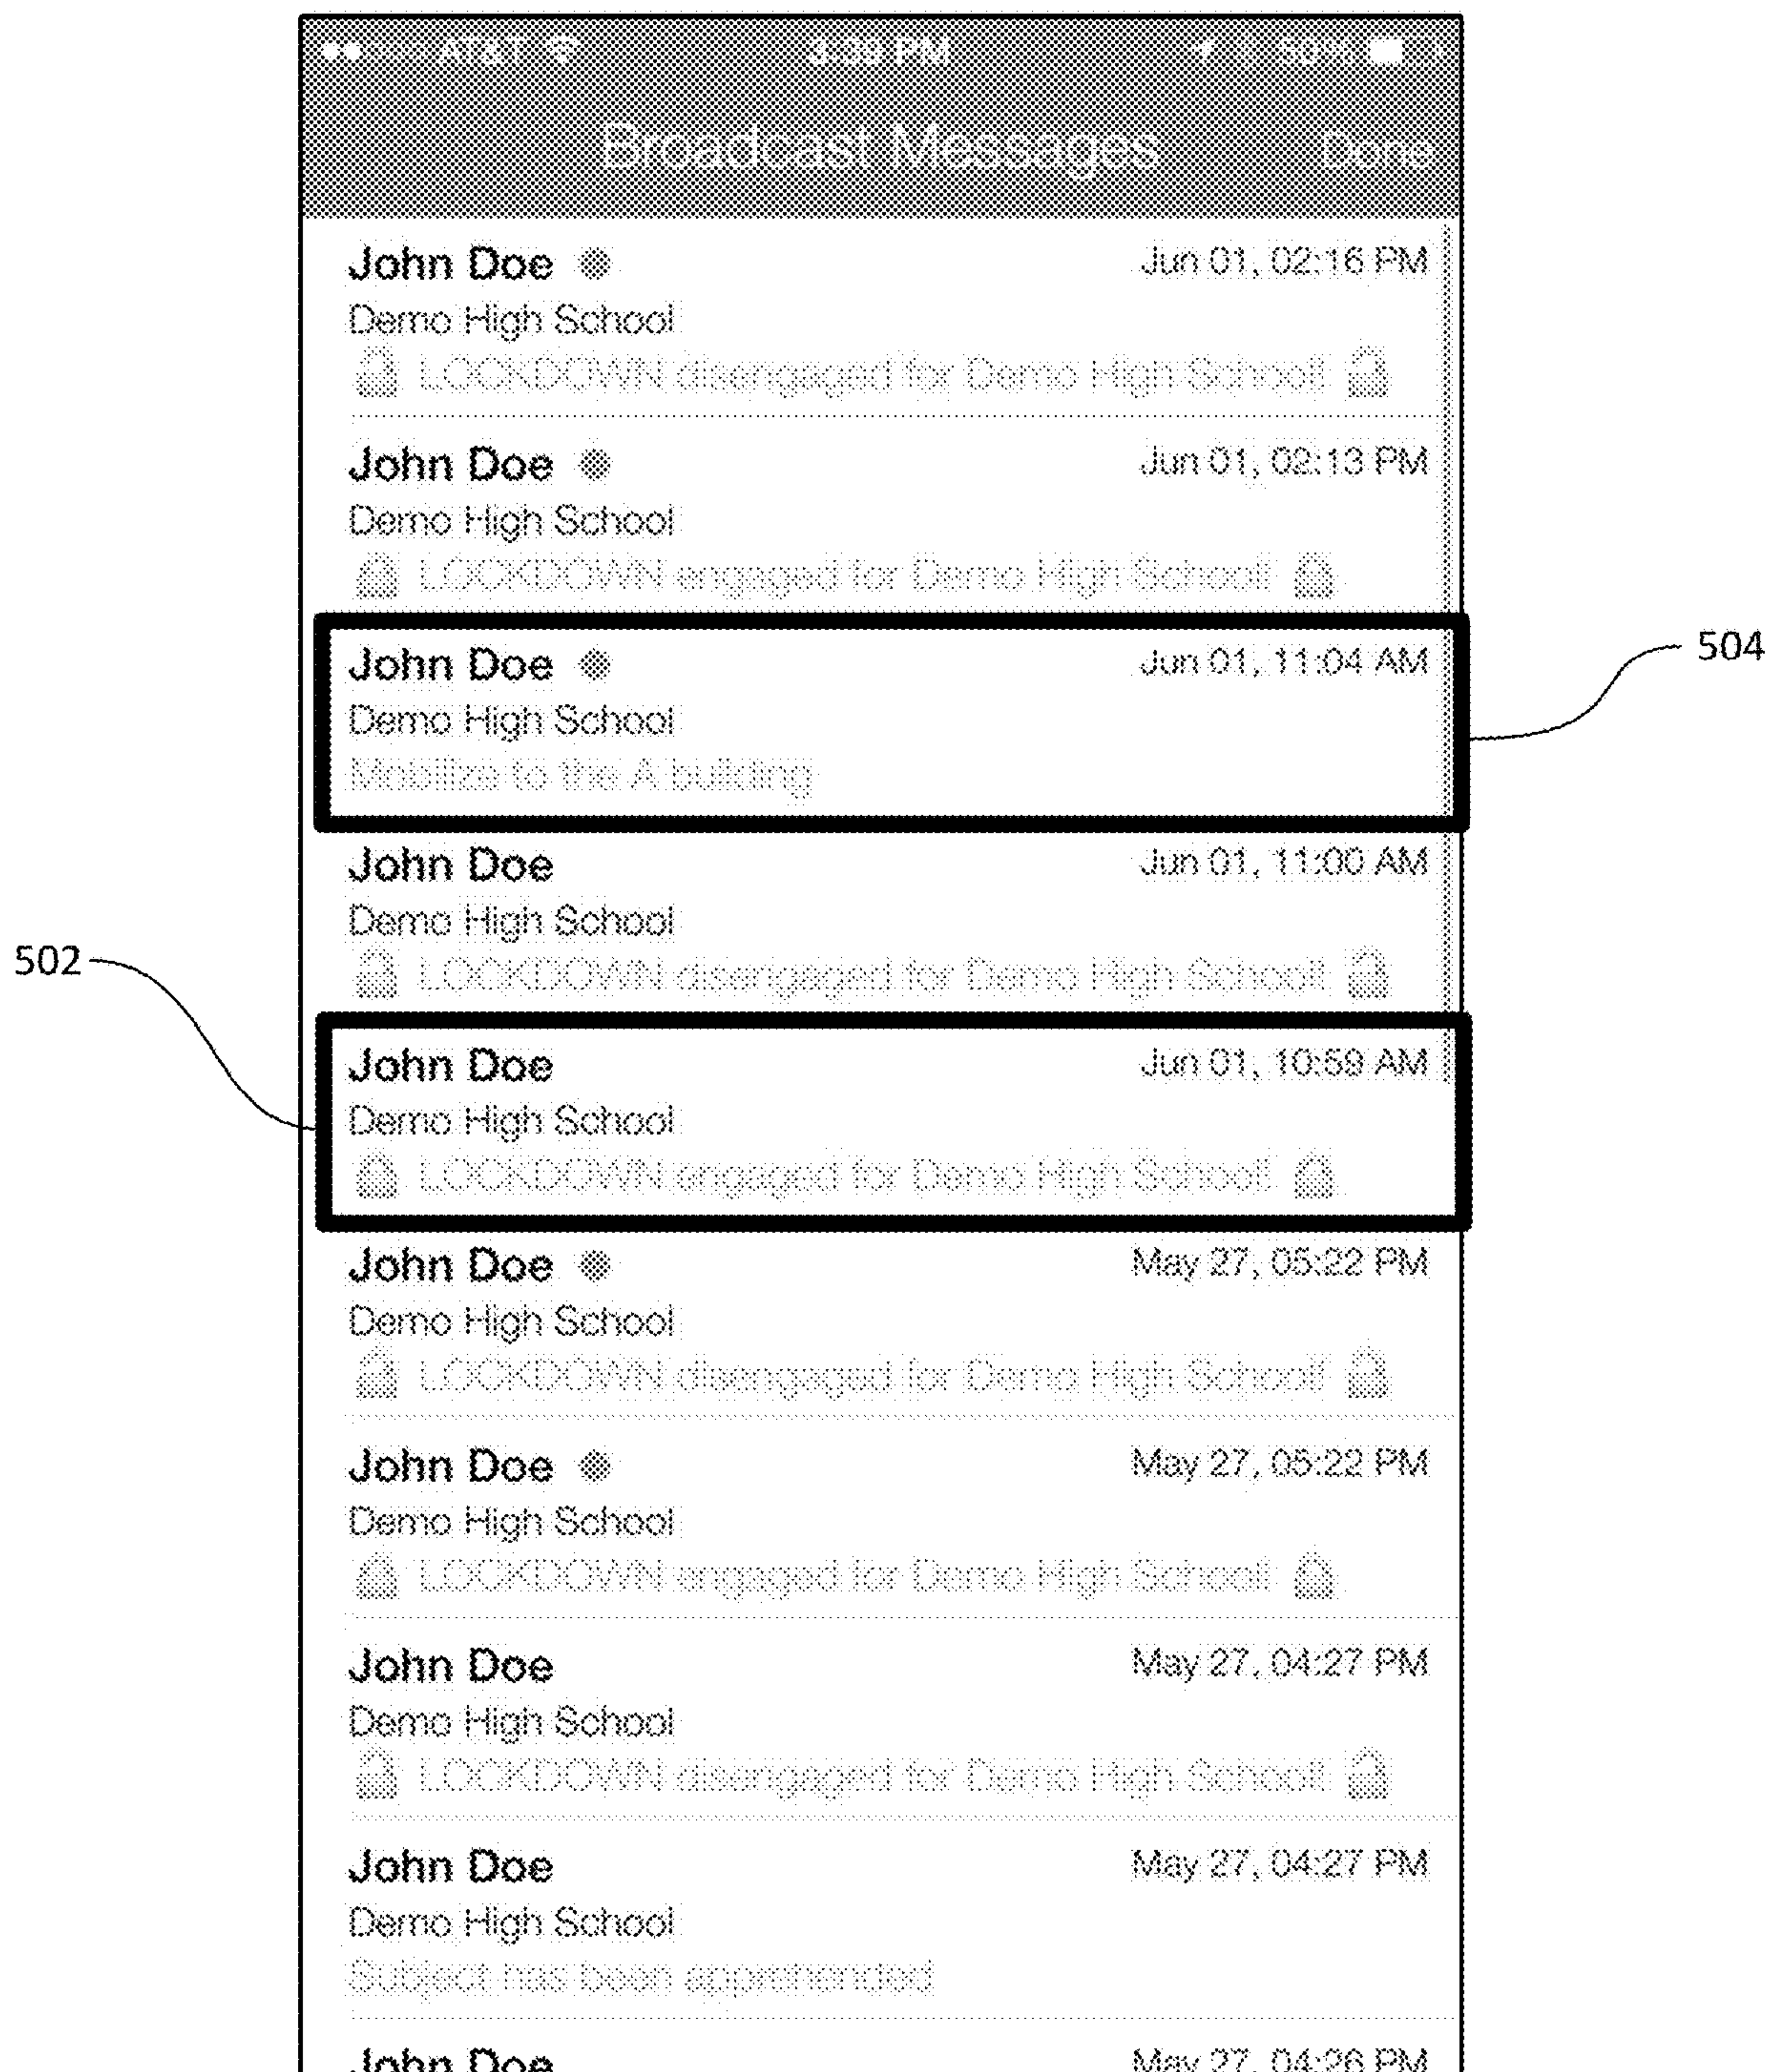 AT&T 3:39 PM 50%
Broadcast Messages Done
John Doe Jun 01, 02:16 PM
Demo High School
LOCKDOWN disengaged for Demo High School!
John Doe Jun 01, 02:13 PM
Demo High School
LOCKDOWN engaged for Demo High School!
John Doe Jun 01, 11:04 AM
504
Demo High School
Mobilize to the A building
John Doe Jun 01, 11:00 AM
Demo High School
502
LOCKDOWN disengaged for Demo High School!
John Doe Jun 01, 10:59 AM
Demo High School
LOCKDOWN engaged for Demo High School!
John Doe May 27, 05:22 PM
Demo High School
LOCKDOWN disengaged for Demo High School!
John Doe May 27, 05:22 PM
Demo High School
LOCKDOWN engaged for Demo High School!
John Doe May 27, 04:27 PM
Demo High School
LOCKDOWN disengaged for Demo High School!
John Doe May 27, 04:27 PM
Demo High School
Subject has been apprehended
John Doe May 27, 04:26 PM